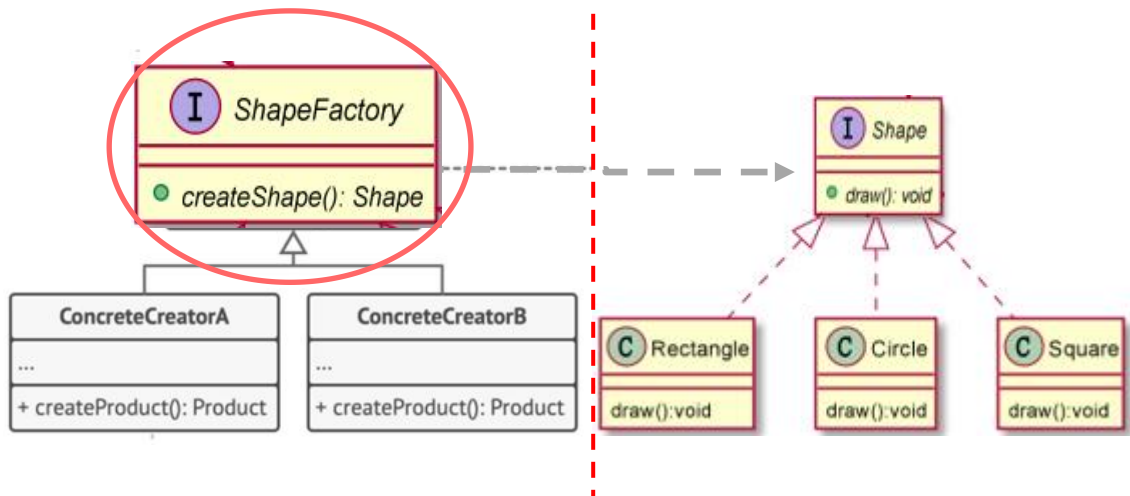 I ShapeFactory
createShape(): Shape
ConcreteCreatorA
...
+ createProduct(): Product
ConcreteCreatorB
...
+ createProduct(): Product
I Shape
draw(): void
C Rectangle
draw():void
C Circle
draw():void
C Square
draw():void